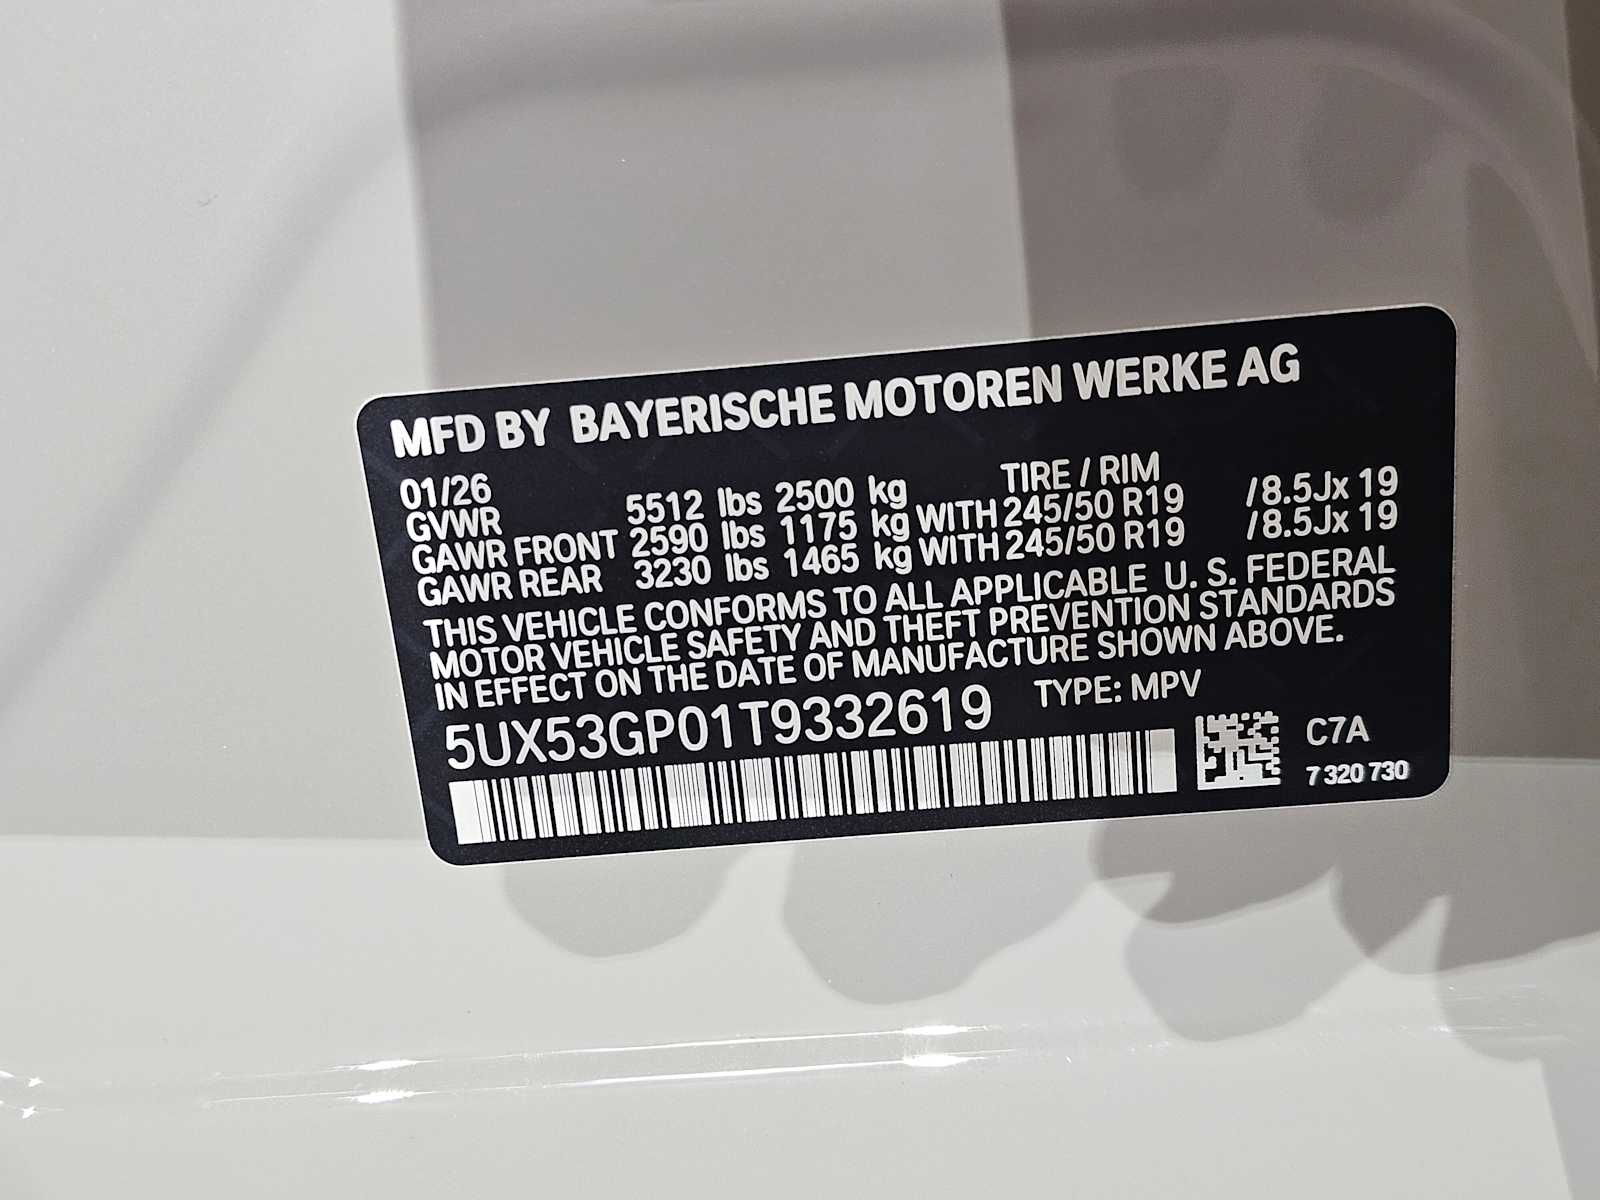 MFD BY BAYERISCHE MOTOREN WERKE AG
01/26 TIRE / RIM
GVWR 5512 lbs 2500 kg
GAWR FRONT 2590 lbs 1175 kg WITH 245/50 R19 /8.5Jx 19
GAWR REAR 3230 lbs 1465 kg WITH 245/50 R19 /8.5Jx 19
THIS VEHICLE CONFORMS TO ALL APPLICABLE U. S. FEDERAL
MOTOR VEHICLE SAFETY AND THEFT PREVENTION STANDARDS
IN EFFECT ON THE DATE OF MANUFACTURE SHOWN ABOVE.
5UX53GP01T9332619 TYPE: MPV
C7A
7 320 730